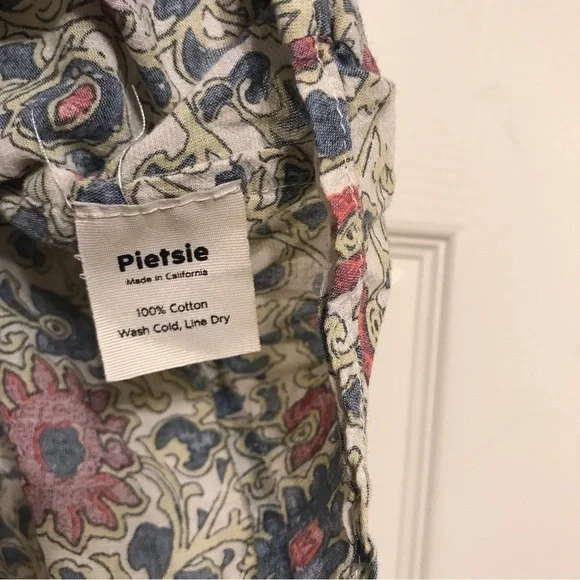 Pietsie
Made in California
100% Cotton
Wash Cold, Line Dry